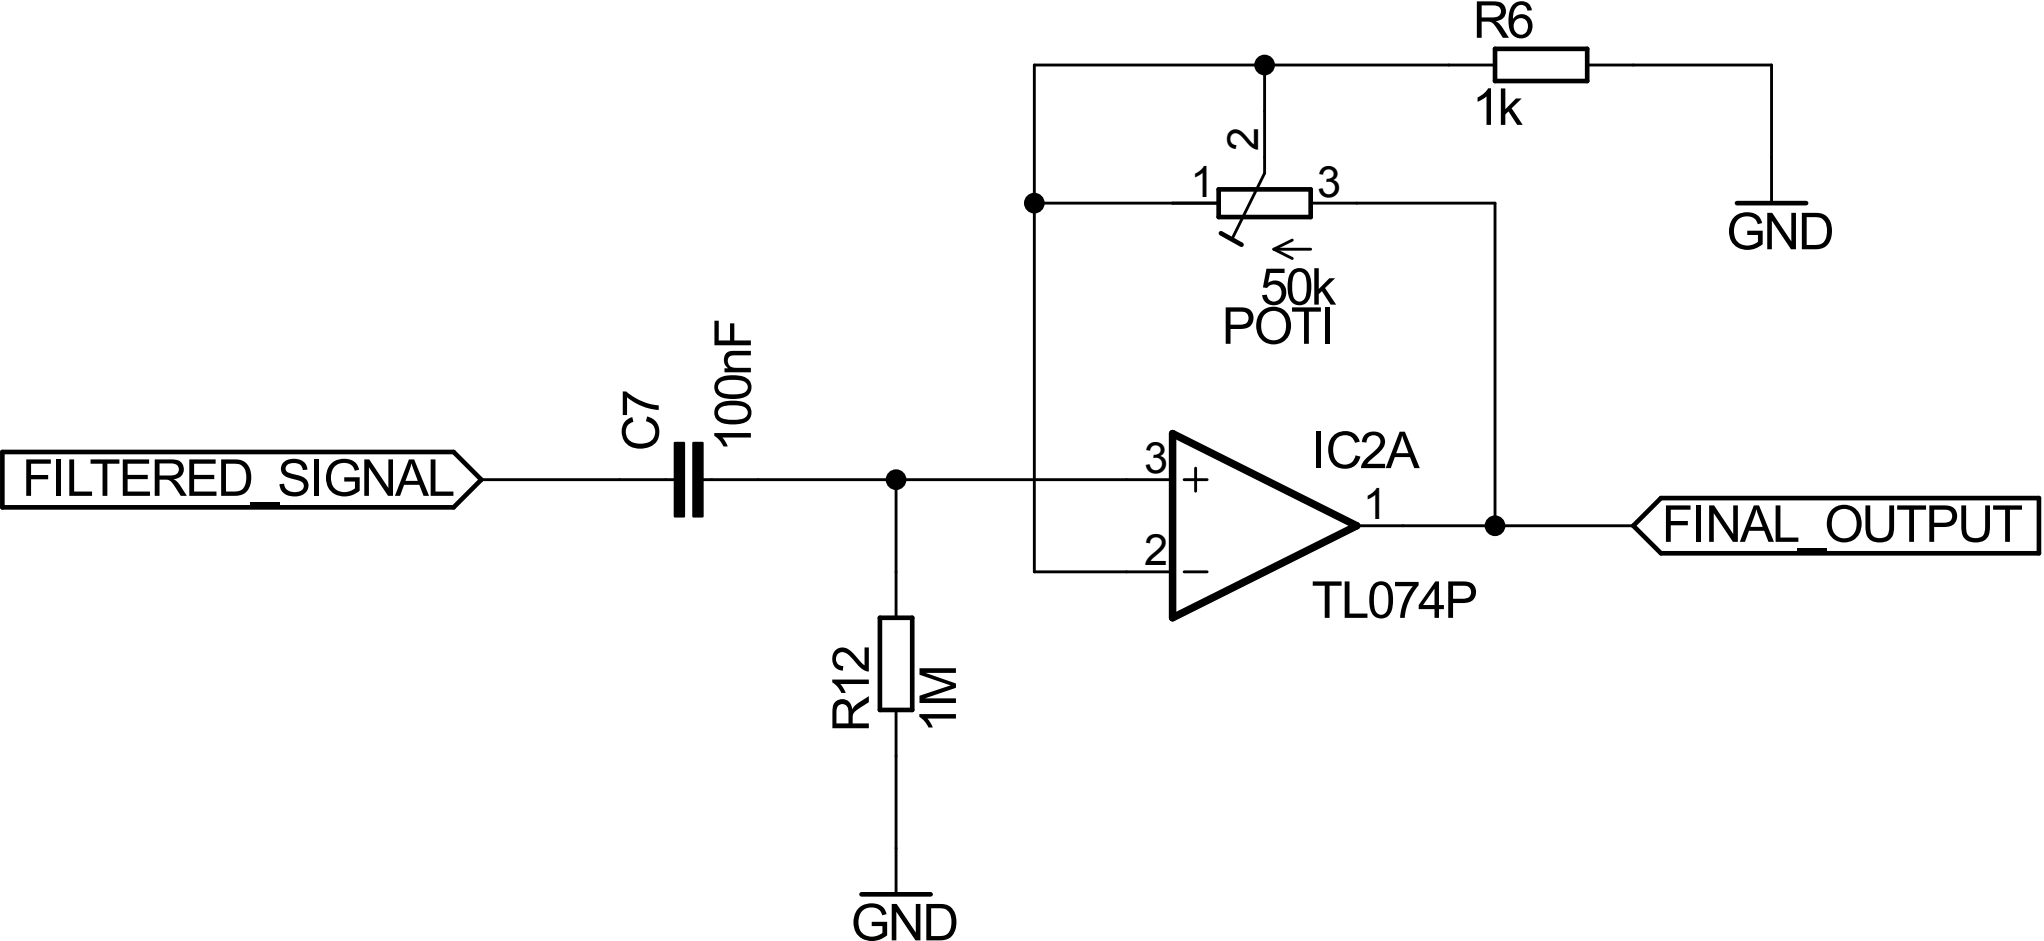 R6
1k
2
1
3
GND
50k
POTI
C7
100nF
FILTERED_SIGNAL
3
+
IC2A
1
FINAL_OUTPUT
2
−
TL074P
R12
1M
GND